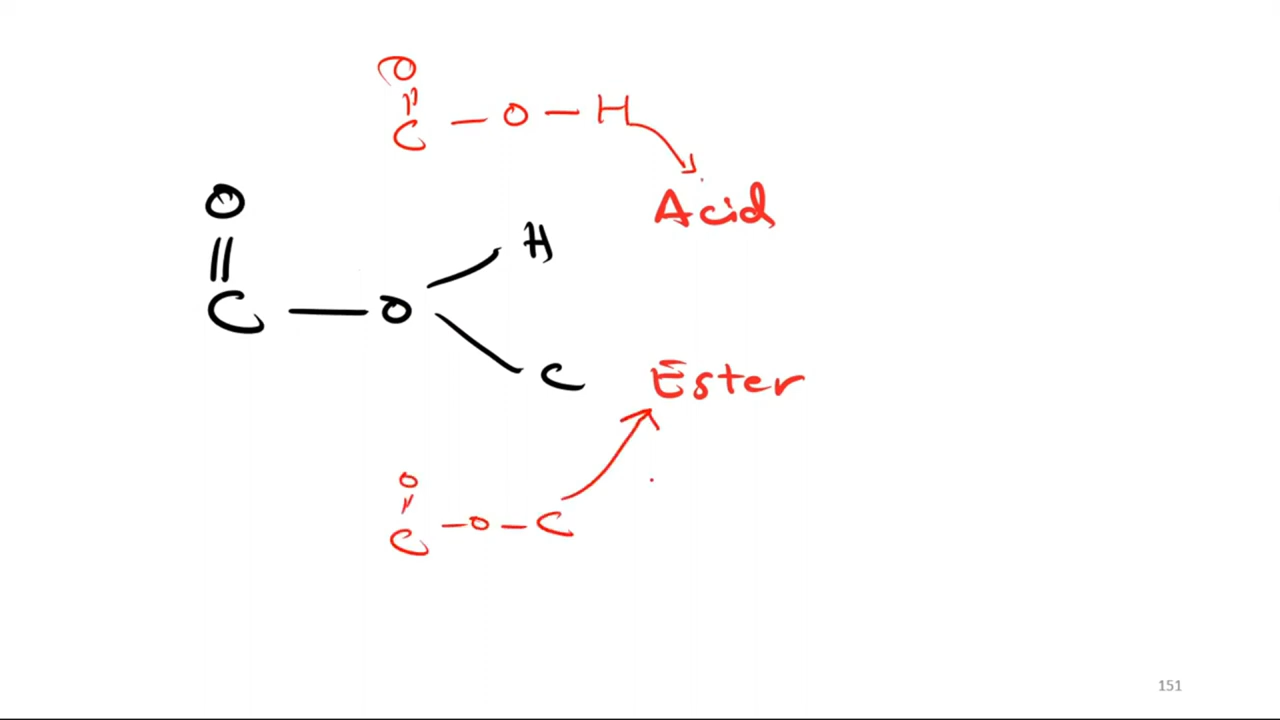 O
||
C - O - H
Acid
O
||
C - O
H
C
Ester
O
||
C - O - C
151